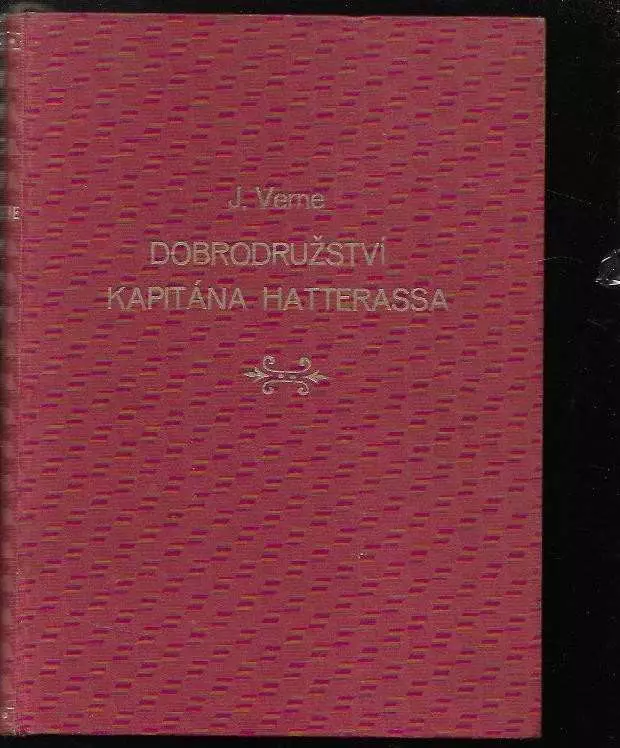 J. Verne
DOBRODRUŽSTVÍ
KAPITÁNA HATTERASSA